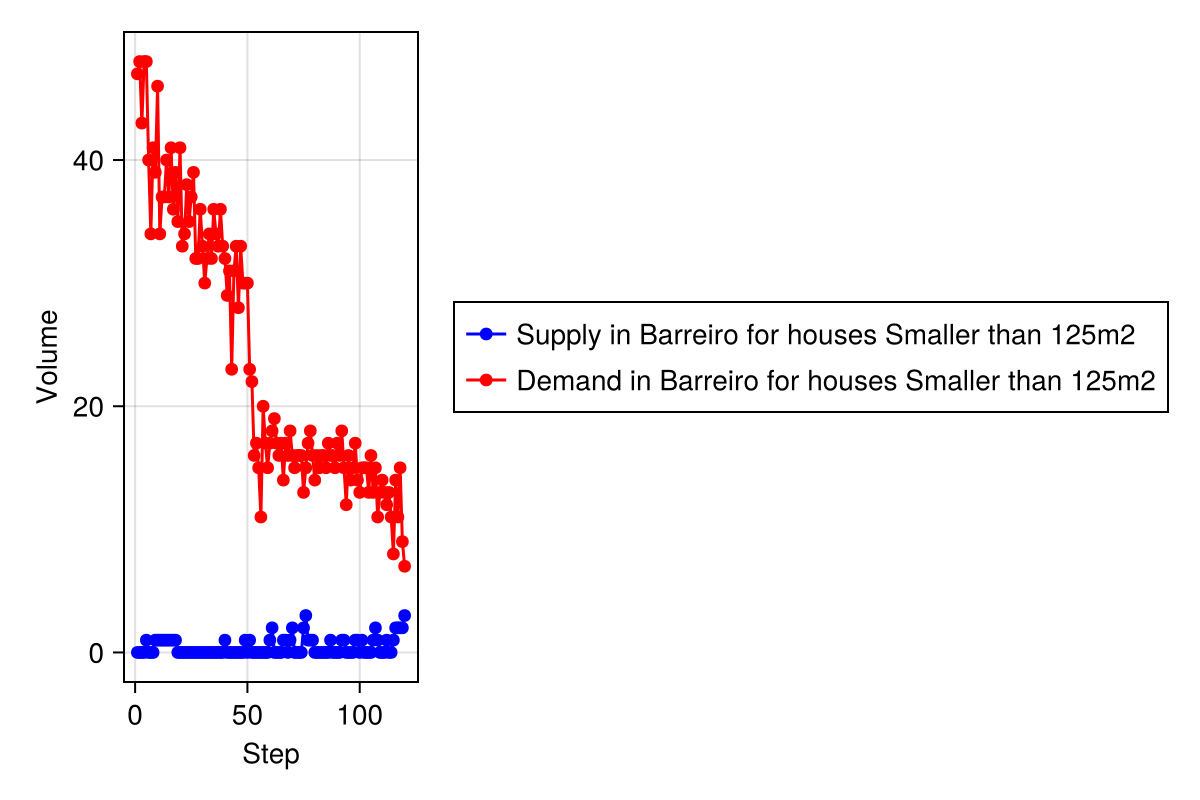 40
20
0
Volume
0 50 100
Step
Supply in Barreiro for houses Smaller than 125m2
Demand in Barreiro for houses Smaller than 125m2